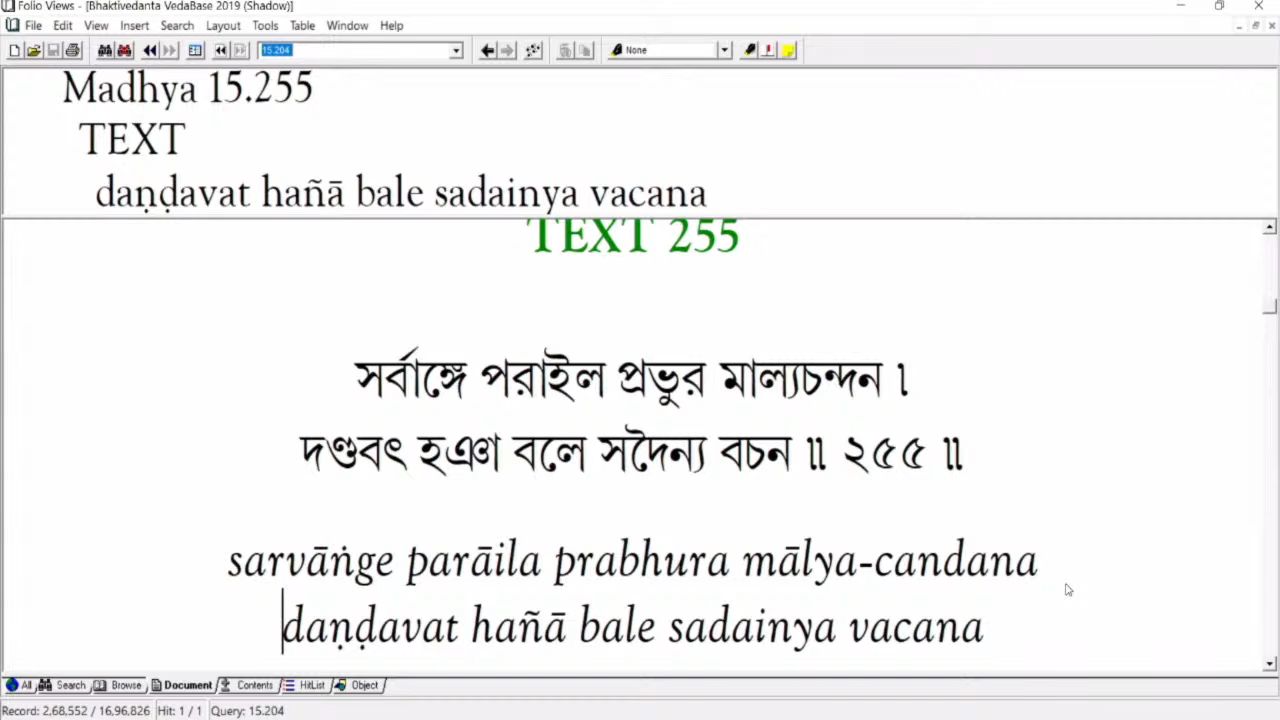 Folio Views - [Bhaktivedanta VedaBase 2019 (Shadow)]
File Edit View Insert Search Layout Tools Table Window Help
15.204 None
Madhya 15.255
TEXT
daṇḍavat hañā bale sadainya vacana
TEXT 255
সর্বাঙ্গে পরাইল প্রভুর মাল্যচন্দন ৷
দণ্ডবৎ হঞা বলে সদৈন্য বচন ৷৷ ২৫৫ ৷৷
sarvāṅge parāila prabhura mālya-candana
daṇḍavat hañā bale sadainya vacana
All Search Browse Document Contents HitList Object
Record: 2,68,552 / 16,96,826 Hit: 1 / 1 Query: 15.204